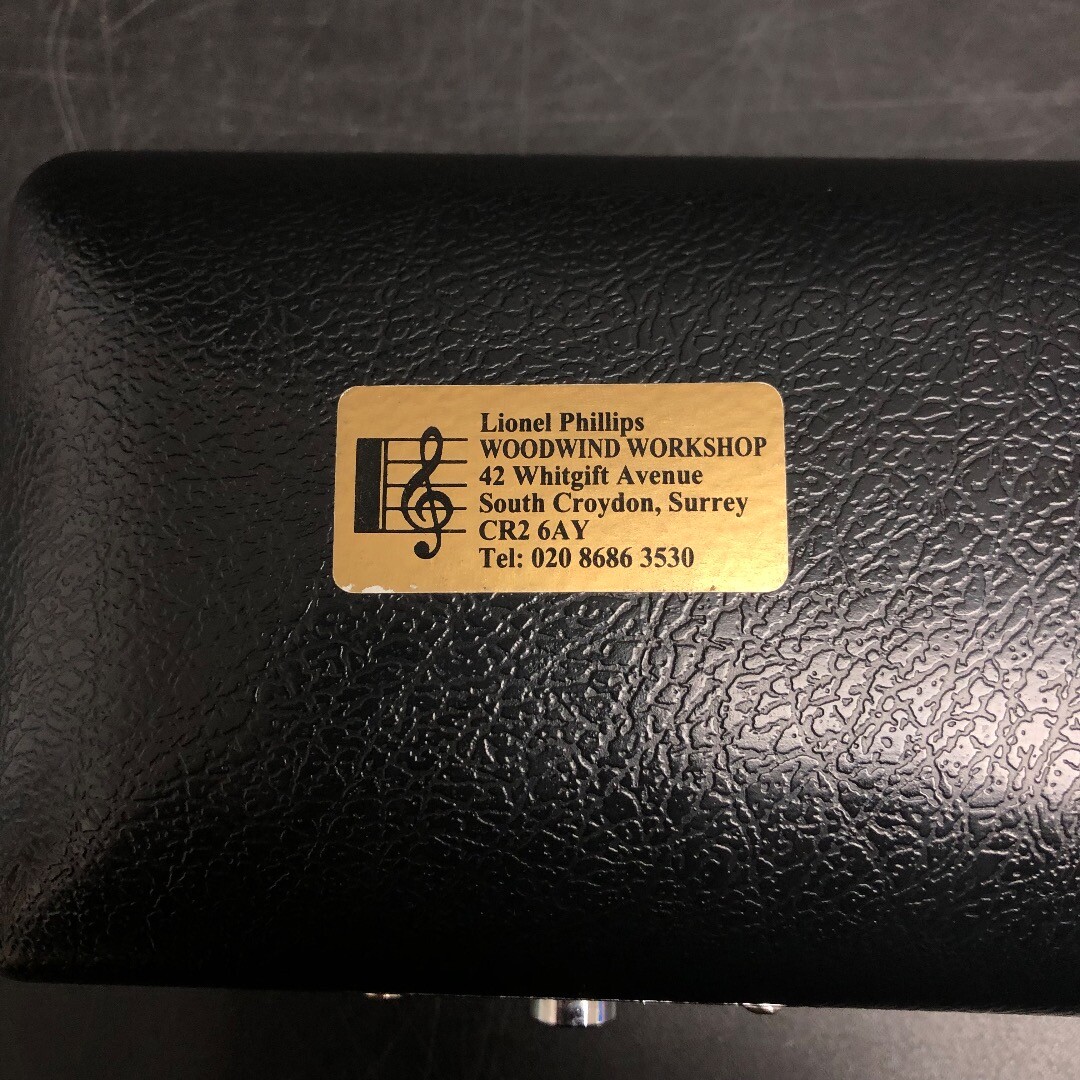 Lionel Phillips
WOODWIND WORKSHOP
42 Whitgift Avenue
South Croydon, Surrey
CR2 6AY
Tel: 020 8686 3530